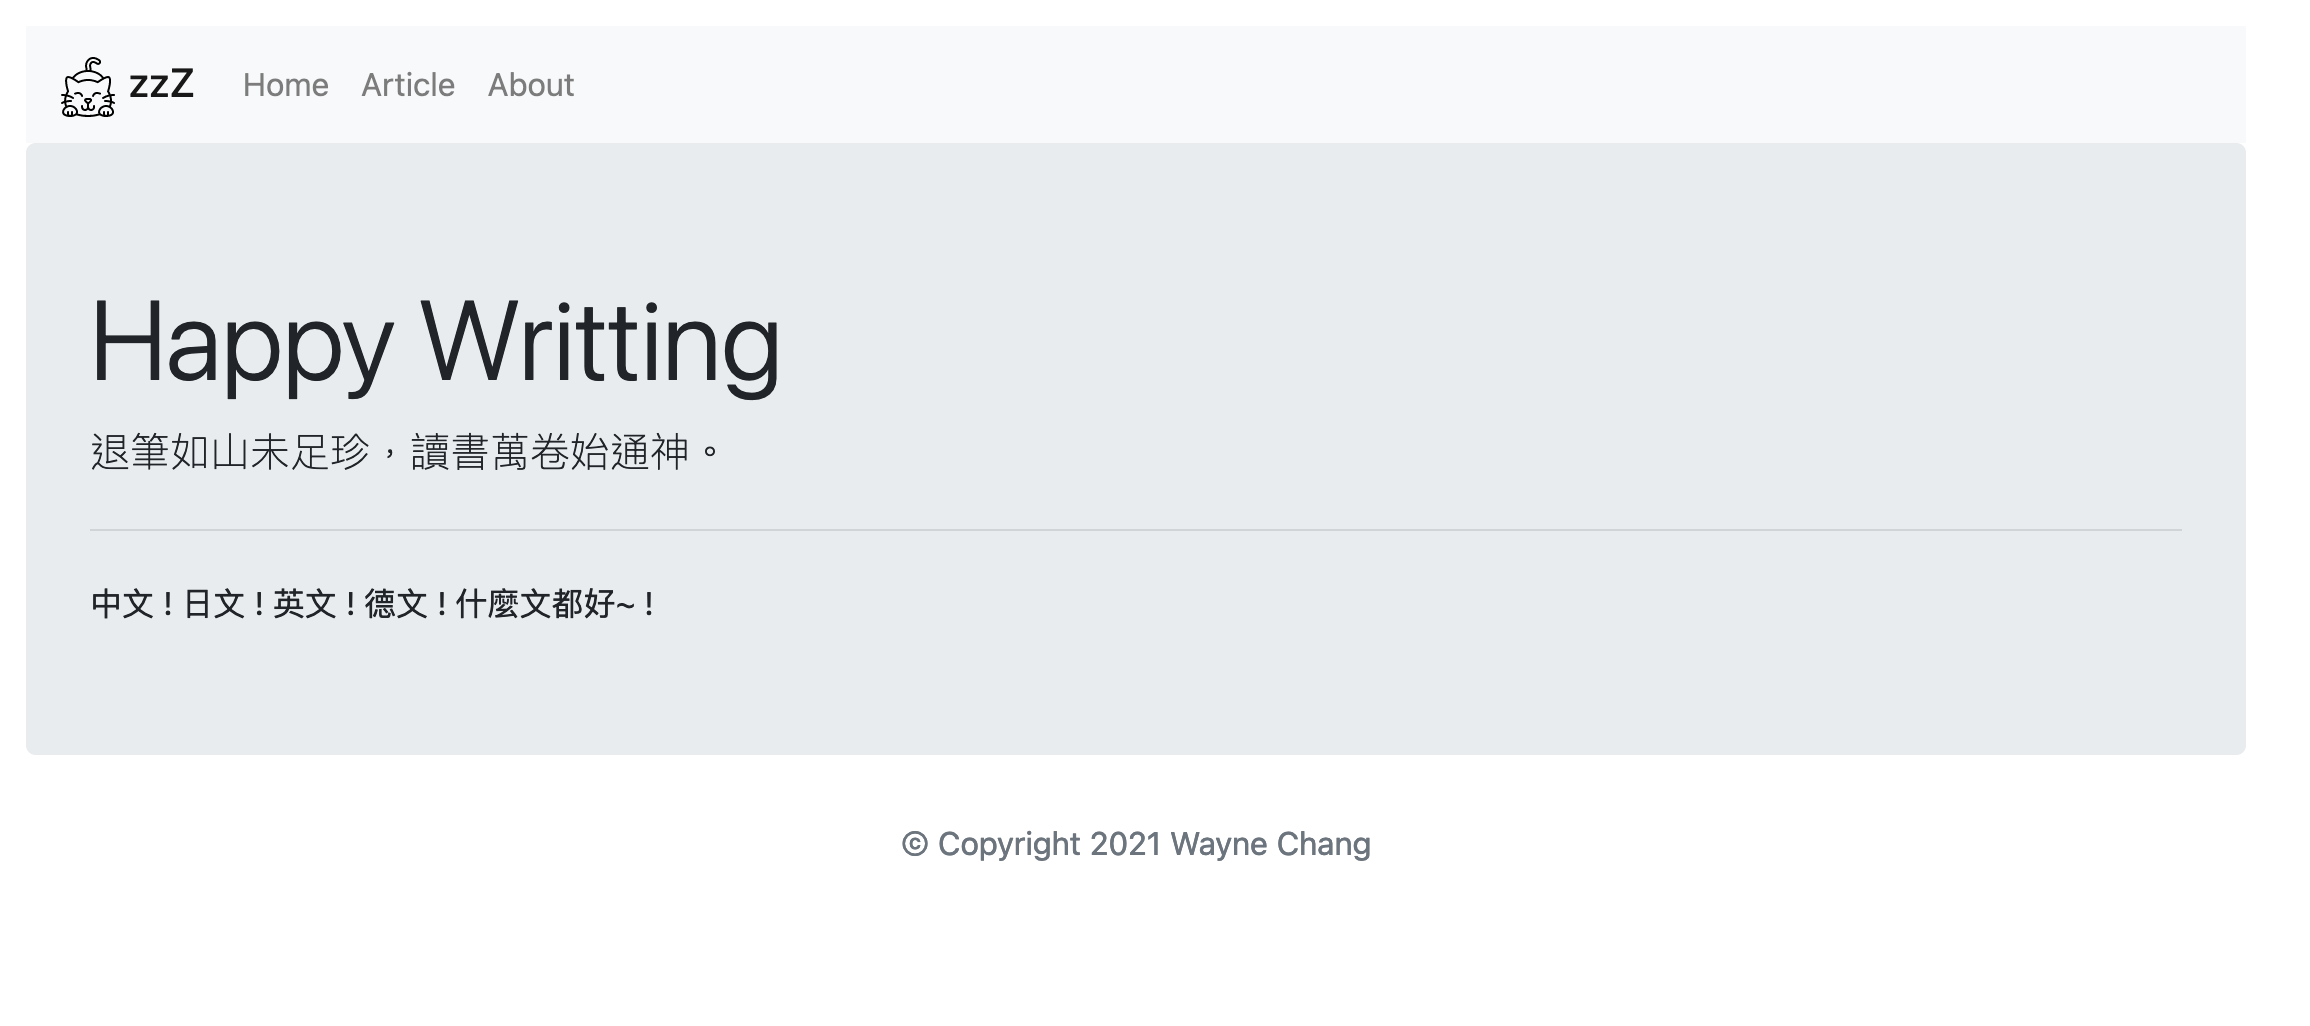 zzZ Home Article About
Happy Writting
退筆如山未足珍，讀書萬卷始通神。
中文！日文！英文！德文！什麼文都好~！
© Copyright 2021 Wayne Chang